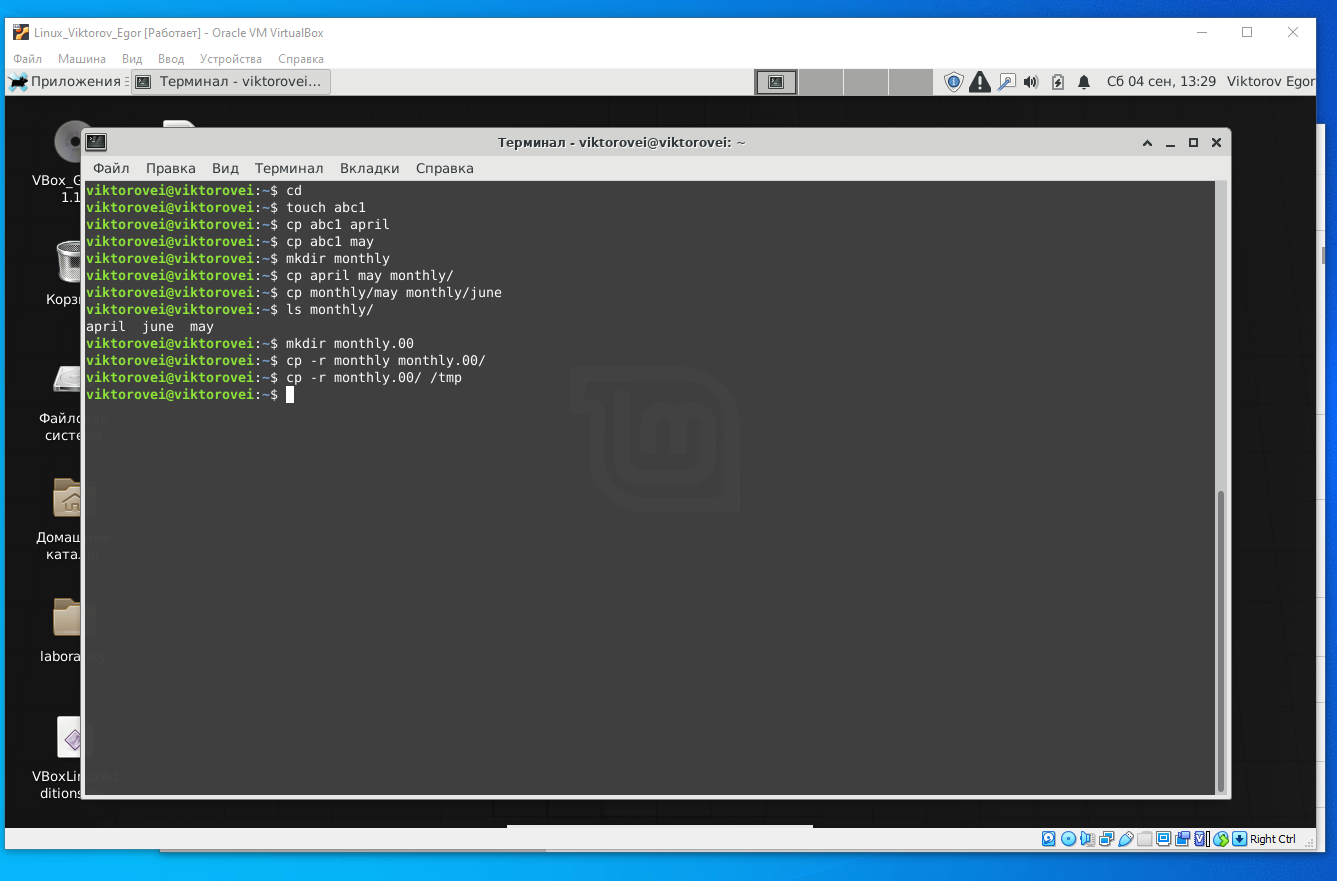 Linux_Viktorov_Egor [Работает] - Oracle VM VirtualBox
Файл Машина Вид Ввод Устройства Справка
Приложения Терминал - viktorovei... Сб 04 сен, 13:29 Viktorov Egor
Терминал - viktorovei@viktorovei: ~
Файл Правка Вид Терминал Вкладки Справка
viktorovei@viktorovei:~$ cd
viktorovei@viktorovei:~$ touch abc1
viktorovei@viktorovei:~$ cp abc1 april
viktorovei@viktorovei:~$ cp abc1 may
viktorovei@viktorovei:~$ mkdir monthly
viktorovei@viktorovei:~$ cp april may monthly/
viktorovei@viktorovei:~$ cp monthly/may monthly/june
viktorovei@viktorovei:~$ ls monthly/
april june may
viktorovei@viktorovei:~$ mkdir monthly.00
viktorovei@viktorovei:~$ cp -r monthly monthly.00/
viktorovei@viktorovei:~$ cp -r monthly.00/ /tmp
viktorovei@viktorovei:~$
VBox_G
1.1
Корзи
Файло
систе
Домаш
ката
labora
VBoxLin
ditions
Right Ctrl